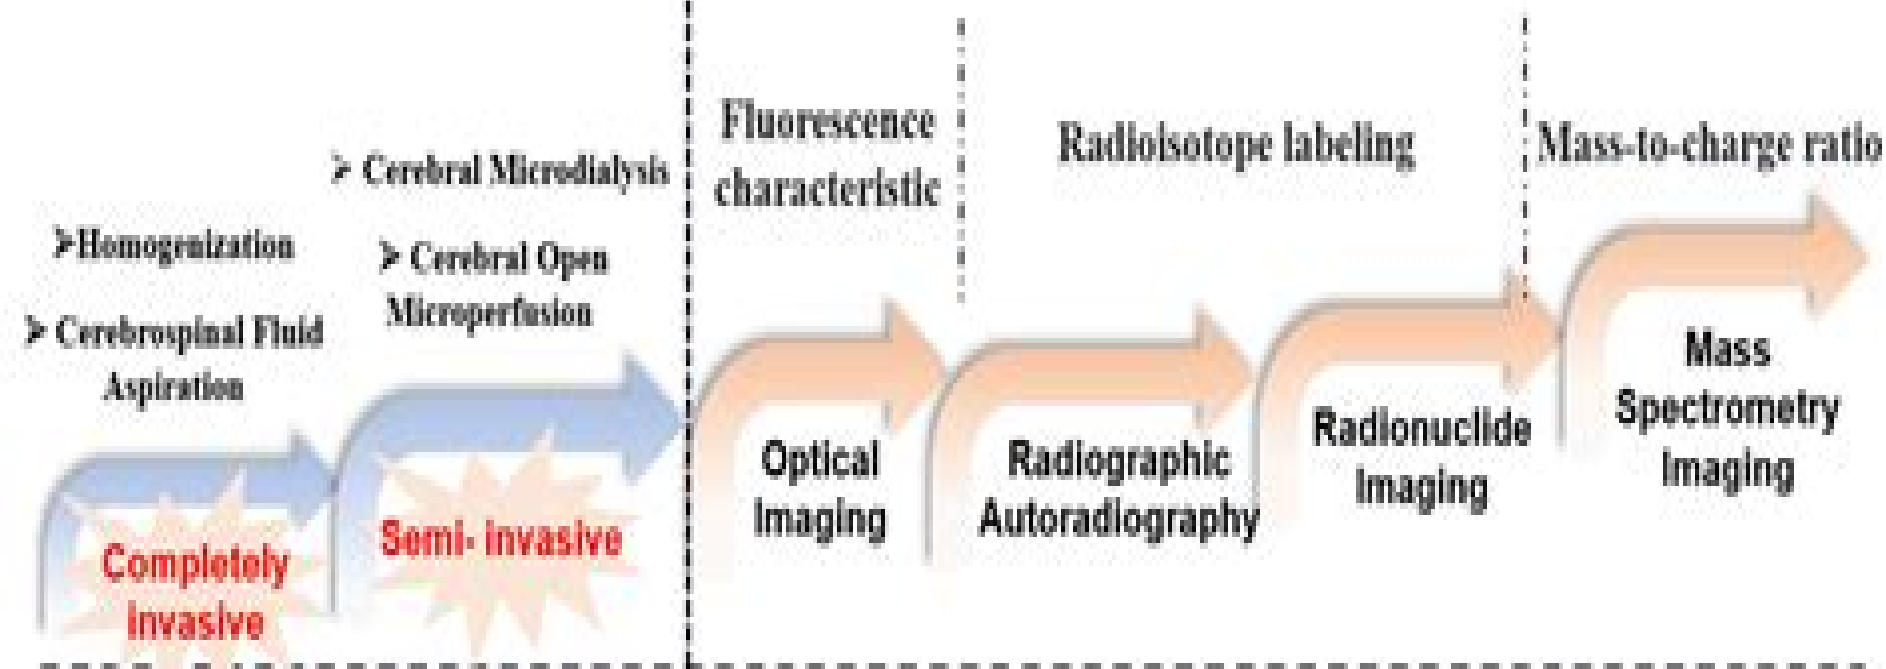 ➢Homogenization
➢ Cerebrospinal Fluid
Aspiration
Completely
invasive
➢ Cerebral Microdialysis
➢ Cerebral Open
Microperfusion
Semi- invasive
Fluorescence
characteristic
Optical
Imaging
Radioisotope labeling
Radiographic
Autoradiography
Radionuclide
Imaging
Mass-to-charge ratio
Mass
Spectrometry
Imaging